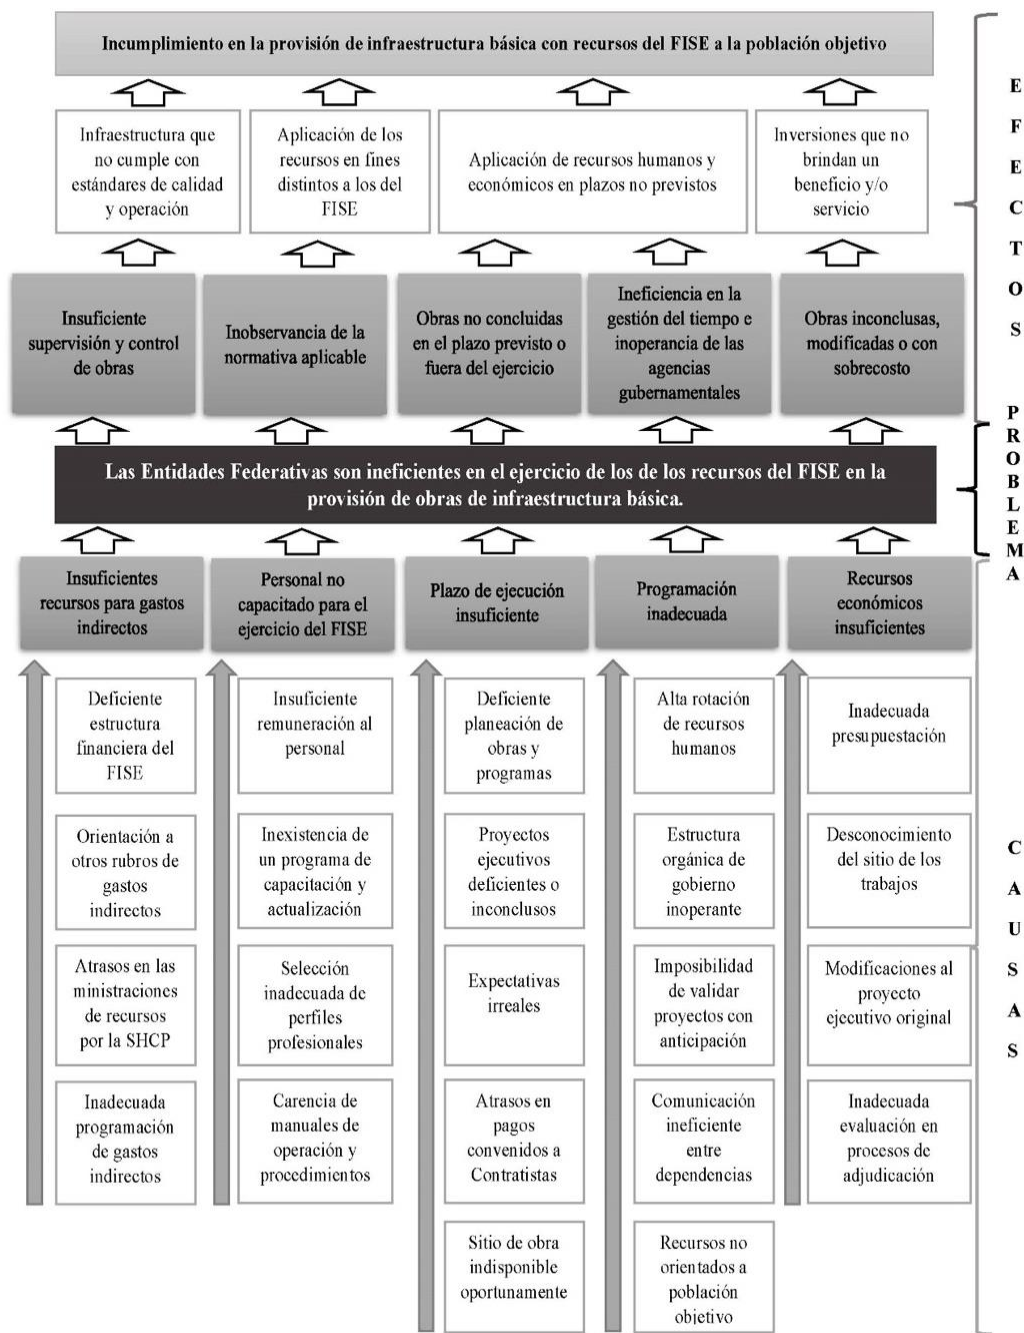 Incumplimiento en la provisión de infraestructura básica con recursos del FISE a la población objetivo
Infraestructura que
no cumple con
estándares de calidad
y operación
Aplicación de los
recursos en fines
distintos a los del
FISE
Aplicación de recursos humanos y
económicos en plazos no previstos
Inversiones que no
brindan un
beneficio y/o
servicio
Insuficiente
supervisión y control
de obras
Inobservancia de la
normativa aplicable
Obras no concluidas
en el plazo previsto o
fuera del ejercicio
Ineficiencia en la
gestión del tiempo e
inoperancia de las
agencias
gubernamentales
Obras inconclusas,
modificadas o con
sobrecosto
E
F
E
C
T
O
S
Las Entidades Federativas son ineficientes en el ejercicio de los de los recursos del FISE en la
provisión de obras de infraestructura básica.
P
R
O
B
L
E
M
A
Insuficientes
recursos para gastos
indirectos
Personal no
capacitado para el
ejercicio del FISE
Plazo de ejecución
insuficiente
Programación
inadecuada
Recursos
económicos
insuficientes
Deficiente
estructura
financiera del
FISE
Insuficiente
remuneración al
personal
Deficiente
planeación de
obras y
programas
Alta rotación
de recursos
humanos
Inadecuada
presupuestación
Orientación a
otros rubros de
gastos
indirectos
Inexistencia de
un programa de
capacitación y
actualización
Proyectos
ejecutivos
deficientes o
inconclusos
Estructura
orgánica de
gobierno
inoperante
Desconocimiento
del sitio de los
trabajos
Atrasos en las
ministraciones
de recursos
por la SHCP
Selección
inadecuada de
perfiles
profesionales
Expectativas
irreales
Imposibilidad
de validar
proyectos con
anticipación
Modificaciones al
proyecto
ejecutivo original
Inadecuada
programación
de gastos
indirectos
Carencia de
manuales de
operación y
procedimientos
Atrasos en
pagos
convenidos a
Contratistas
Comunicación
ineficiente
entre
dependencias
Inadecuada
evaluación en
procesos de
adjudicación
Sitio de obra
indisponible
oportunamente
Recursos no
orientados a
población
objetivo
C
A
U
S
A
S